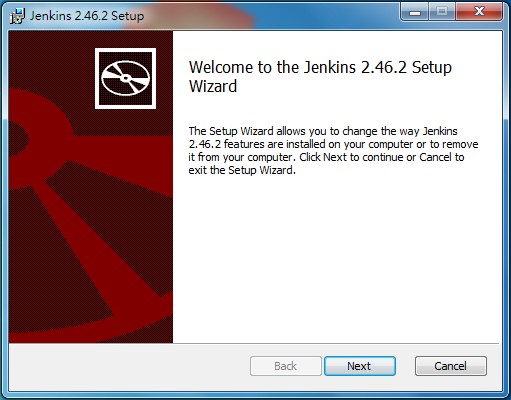 Jenkins 2.46.2 Setup
Welcome to the Jenkins 2.46.2 Setup
Wizard
The Setup Wizard allows you to change the way Jenkins
2.46.2 features are installed on your computer or to remove
it from your computer. Click Next to continue or Cancel to
exit the Setup Wizard.
Back Next Cancel